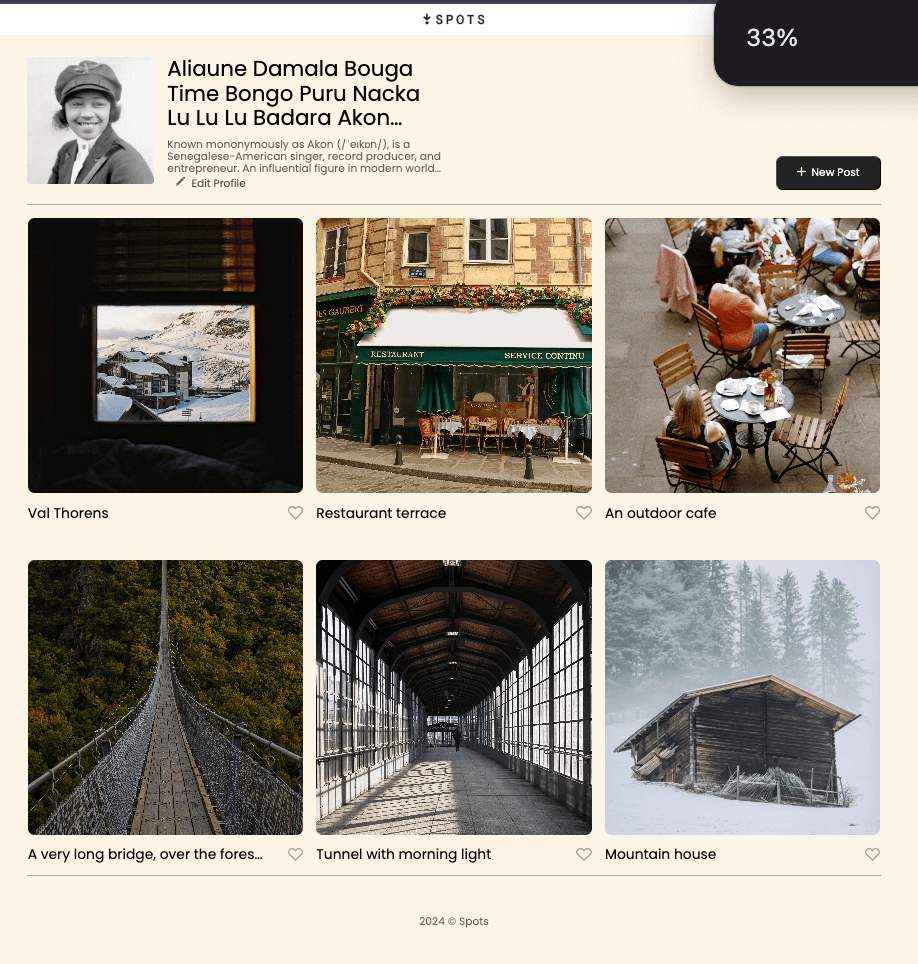 SPOTS
33%
Aliaune Damala Bouga
Time Bongo Puru Nacka
Lu Lu Lu Badara Akon...
Known mononymously as Akon (/ˈeɪkɒn/), is a
Senegalese-American singer, record producer, and
entrepreneur. An influential figure in modern world...
Edit Profile
+ New Post
RESTAURANT
SERVICE CONTINU
Val Thorens
Restaurant terrace
An outdoor cafe
A very long bridge, over the fores...
Tunnel with morning light
Mountain house
2024 © Spots